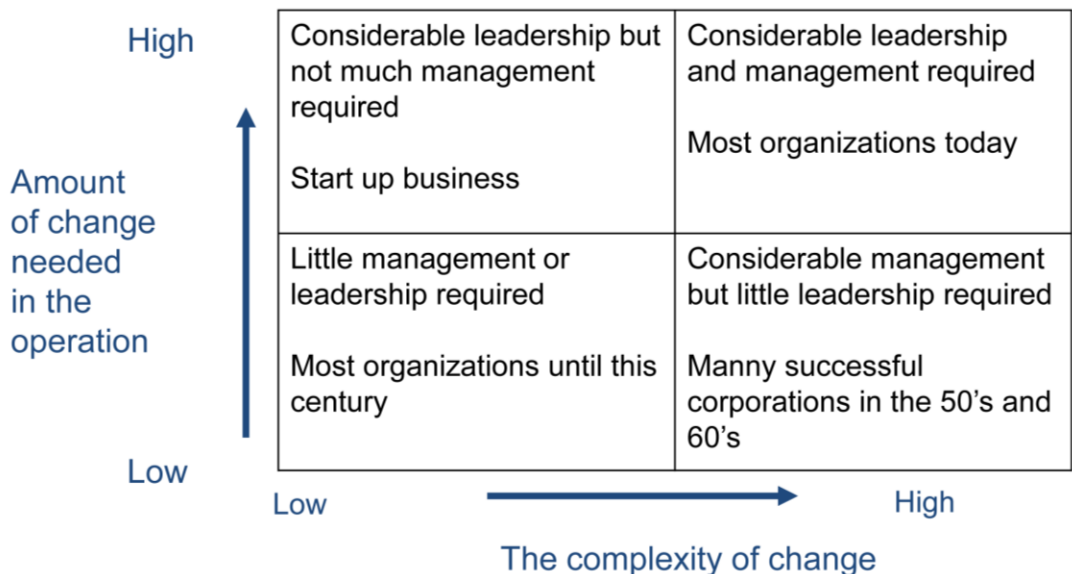 High
Amount
of change
needed
in the
operation
Low
Considerable leadership but
not much management
required
Start up business
Considerable leadership
and management required
Most organizations today
Little management or
leadership required
Most organizations until this
century
Considerable management
but little leadership required
Manny successful
corporations in the 50’s and
60’s
Low
High
The complexity of change